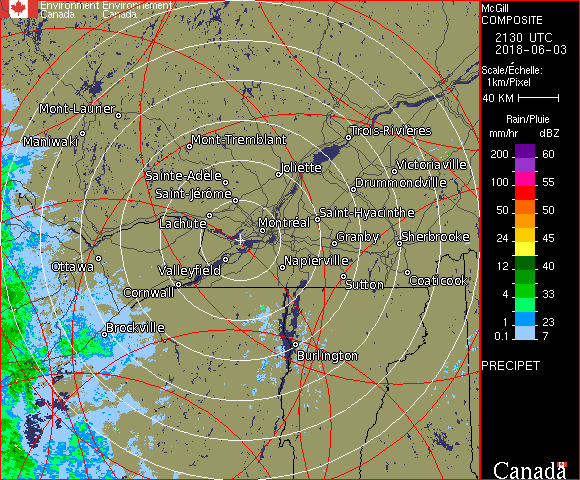 Environment Environnement
Canada Canada
McGill
COMPOSITE
2130 UTC
2018-06-03
Scale/Échelle:
1km/Pixel
40 KM
Rain/Pluie
mm/hr dBZ
200 60
100 55
50 50
24 45
12 40
4 33
1 23
0.1 7
PRECIPET
Canada
Mont-Laurier
Maniwaki
Mont-Tremblant
Trois-Rivières
Sainte-Adèle
Joliette
Victoriaville
Saint-Jérôme
Drummondville
Lachute
Montréal
Saint-Hyacinthe
Granby
Sherbrooke
Ottawa
Valleyfield
Napierville
Cornwall
Sutton
Coaticook
Brockville
Burlington